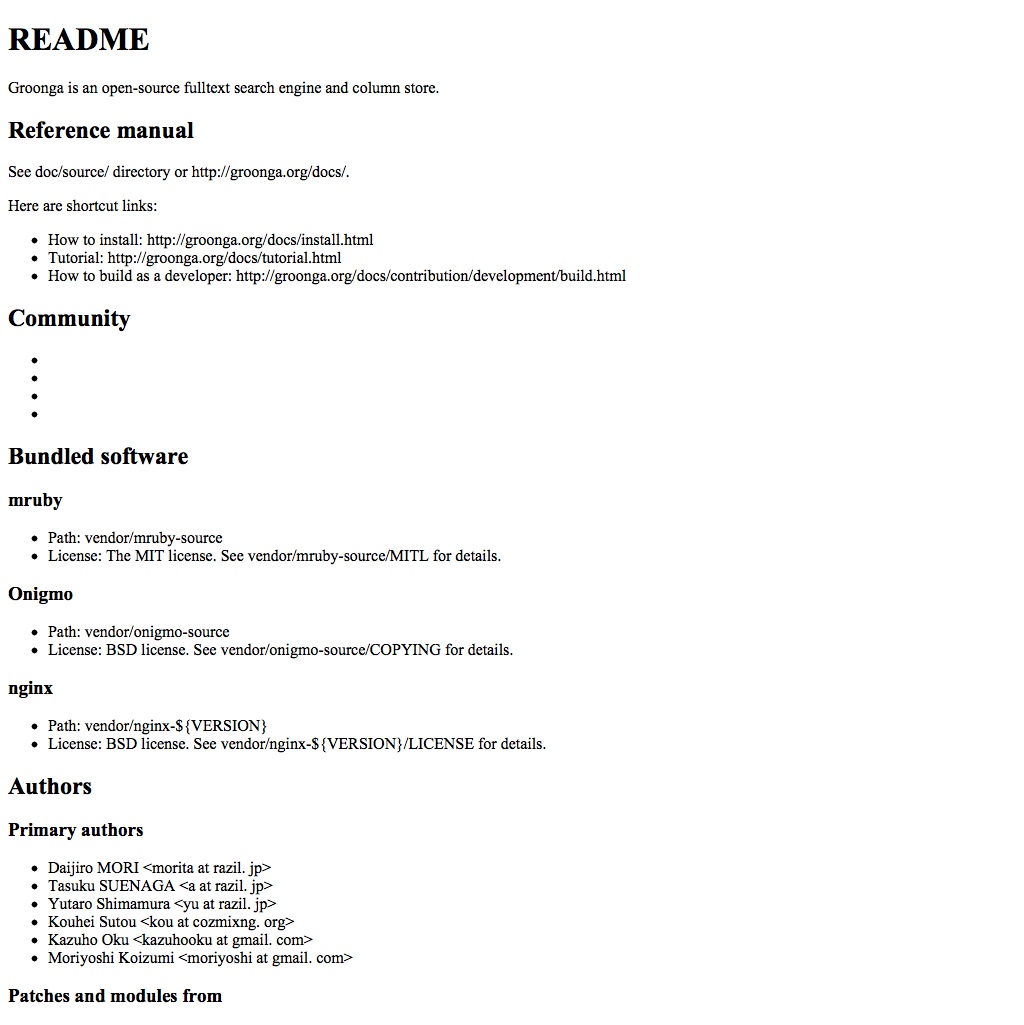 README
Groonga is an open-source fulltext search engine and column store.
Reference manual
See doc/source/ directory or http://groonga.org/docs/.
Here are shortcut links:
• How to install: http://groonga.org/docs/install.html
• Tutorial: http://groonga.org/docs/tutorial.html
• How to build as a developer: http://groonga.org/docs/contribution/development/build.html
Community
•
•
•
•
Bundled software
mruby
• Path: vendor/mruby-source
• License: The MIT license. See vendor/mruby-source/MITL for details.
Onigmo
• Path: vendor/onigmo-source
• License: BSD license. See vendor/onigmo-source/COPYING for details.
nginx
• Path: vendor/nginx-${VERSION}
• License: BSD license. See vendor/nginx-${VERSION}/LICENSE for details.
Authors
Primary authors
• Daijiro MORI <morita at razil. jp>
• Tasuku SUENAGA <a at razil. jp>
• Yutaro Shimamura <yu at razil. jp>
• Kouhei Sutou <kou at cozmixng. org>
• Kazuho Oku <kazuhooku at gmail. com>
• Moriyoshi Koizumi <moriyoshi at gmail. com>
Patches and modules from